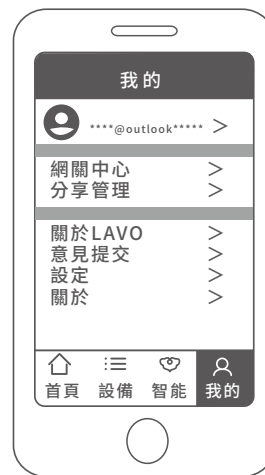 我的
****@outlook***** >
網關中心 >
分享管理 >
關於LAVO >
意見提交 >
設定 >
關於 >
首頁 設備 智能 我的